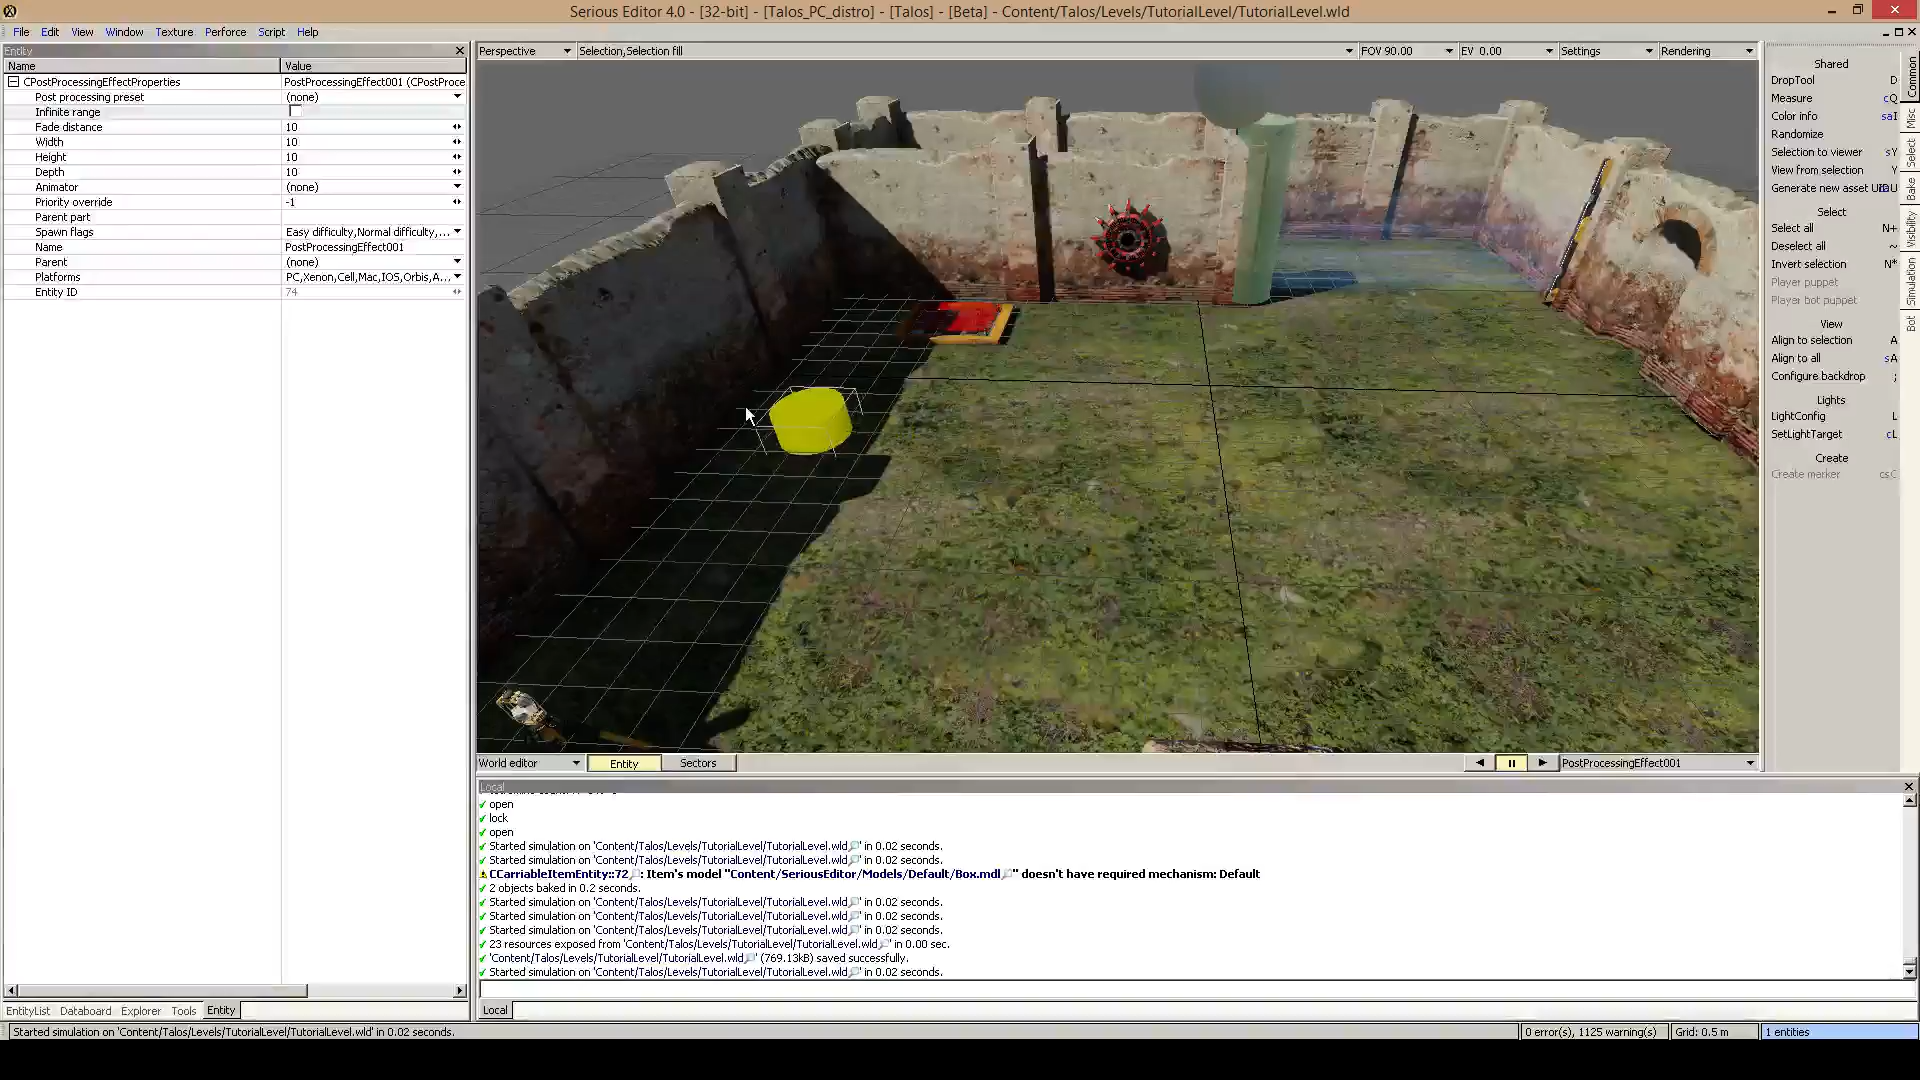 Serious Editor 4.0 - [32-bit] - [Talos_PC_distro] - [Talos] - [Beta] - Content/Talos/Levels/TutorialLevel/TutorialLevel.wld
File Edit View Window Texture Perforce Script Help
Entity
Name Value
CPostProcessingEffectProperties PostProcessingEffect001 (CPostProce
Post processing preset (none)
Infinite range
Fade distance 10
Width 10
Height 10
Depth 10
Animator (none)
Priority override -1
Parent part
Spawn flags Easy difficulty,Normal difficulty,...
Name PostProcessingEffect001
Parent (none)
Platforms PC,Xenon,Cell,Mac,IOS,Orbis,A...
Entity ID 74
EntityList Databoard Explorer Tools Entity
Perspective Selection,Selection fill FOV 90.00 EV 0.00 Settings Rendering
World editor Entity Sectors PostProcessingEffect001
Local
open
lock
open
Started simulation on 'Content/Talos/Levels/TutorialLevel/TutorialLevel.wld' in 0.02 seconds.
Started simulation on 'Content/Talos/Levels/TutorialLevel/TutorialLevel.wld' in 0.02 seconds.
CCarriableItemEntity::72: Item's model "Content/SeriousEditor/Models/Default/Box.mdl" doesn't have required mechanism: Default
2 objects baked in 0.2 seconds.
Started simulation on 'Content/Talos/Levels/TutorialLevel/TutorialLevel.wld' in 0.02 seconds.
Started simulation on 'Content/Talos/Levels/TutorialLevel/TutorialLevel.wld' in 0.02 seconds.
Started simulation on 'Content/Talos/Levels/TutorialLevel/TutorialLevel.wld' in 0.02 seconds.
23 resources exposed from 'Content/Talos/Levels/TutorialLevel/TutorialLevel.wld' in 0.00 sec.
'Content/Talos/Levels/TutorialLevel/TutorialLevel.wld' (769.13kB) saved successfully.
Started simulation on 'Content/Talos/Levels/TutorialLevel/TutorialLevel.wld' in 0.02 seconds.
Local
Shared
DropTool D
Measure cQ
Color info saI
Randomize
Selection to viewer sY
View from selection Y
Generate new asset
Select
Select all N+
Deselect all ~
Invert selection N*
Player puppet
Player bot puppet
View
Align to selection A
Align to all sA
Configure backdrop ;
Lights
LightConfig L
SetLightTarget cL
Create
Create marker csC
Common
Misc
Select
Bake
Visibility
Simulation
Bot
Started simulation on 'Content/Talos/Levels/TutorialLevel/TutorialLevel.wld' in 0.02 seconds. 0 error(s), 1125 warning(s) Grid: 0.5 m 1 entities